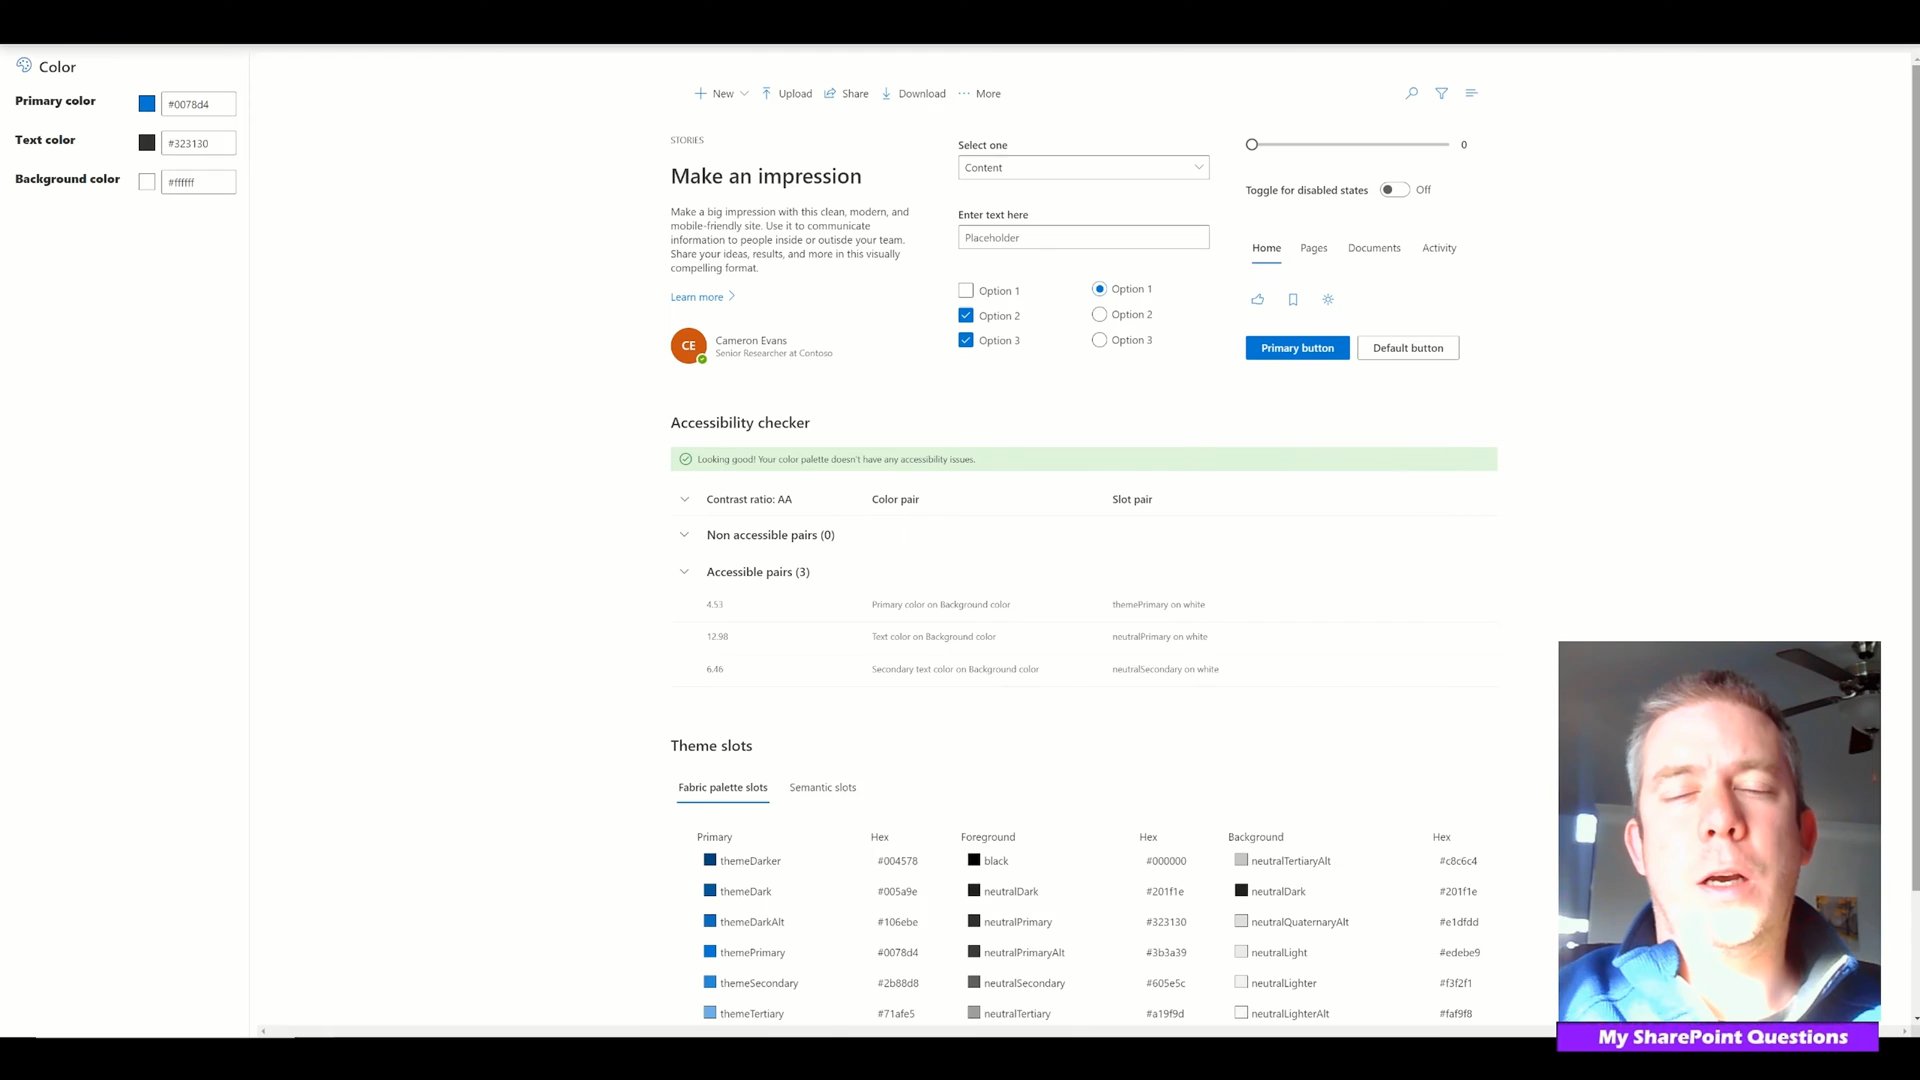 Color
Primary color
#0078d4
Text color
#323130
Background color
#ffffff
New
Upload
Share
Download
More
STORIES
Make an impression
Make a big impression with this clean, modern, and
mobile-friendly site. Use it to communicate
information to people inside or outisde your team.
Share your ideas, results, and more in this visually
compelling format.
Learn more
CE
Cameron Evans
Senior Researcher at Contoso
Select one
Content
Enter text here
Placeholder
Option 1
Option 2
Option 3
Option 1
Option 2
Option 3
0
Toggle for disabled states
Off
Home
Pages
Documents
Activity
Primary button
Default button
Accessibility checker
Looking good! Your color palette doesn't have any accessibility issues.
Contrast ratio: AA
Color pair
Slot pair
Non accessible pairs (0)
Accessible pairs (3)
4.53
Primary color on Background color
themePrimary on white
12.98
Text color on Background color
neutralPrimary on white
6.46
Secondary text color on Background color
neutralSecondary on white
Theme slots
Fabric palette slots
Semantic slots
Primary
Hex
Foreground
Hex
Background
Hex
themeDarker
#004578
black
#000000
neutralTertiaryAlt
#c8c6c4
themeDark
#005a9e
neutralDark
#201f1e
neutralDark
#201f1e
themeDarkAlt
#106ebe
neutralPrimary
#323130
neutralQuaternaryAlt
#e1dfdd
themePrimary
#0078d4
neutralPrimaryAlt
#3b3a39
neutralLight
#edebe9
themeSecondary
#2b88d8
neutralSecondary
#605e5c
neutralLighter
#f3f2f1
themeTertiary
#71afe5
neutralTertiary
#a19f9d
neutralLighterAlt
#faf9f8
My SharePoint Questions